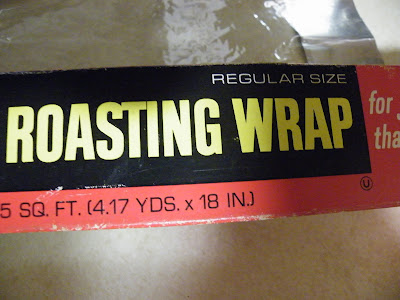 REGULAR SIZE
ROASTING WRAP
for
tha
5 SQ. FT. (4.17 YDS. x 18 IN.)
U